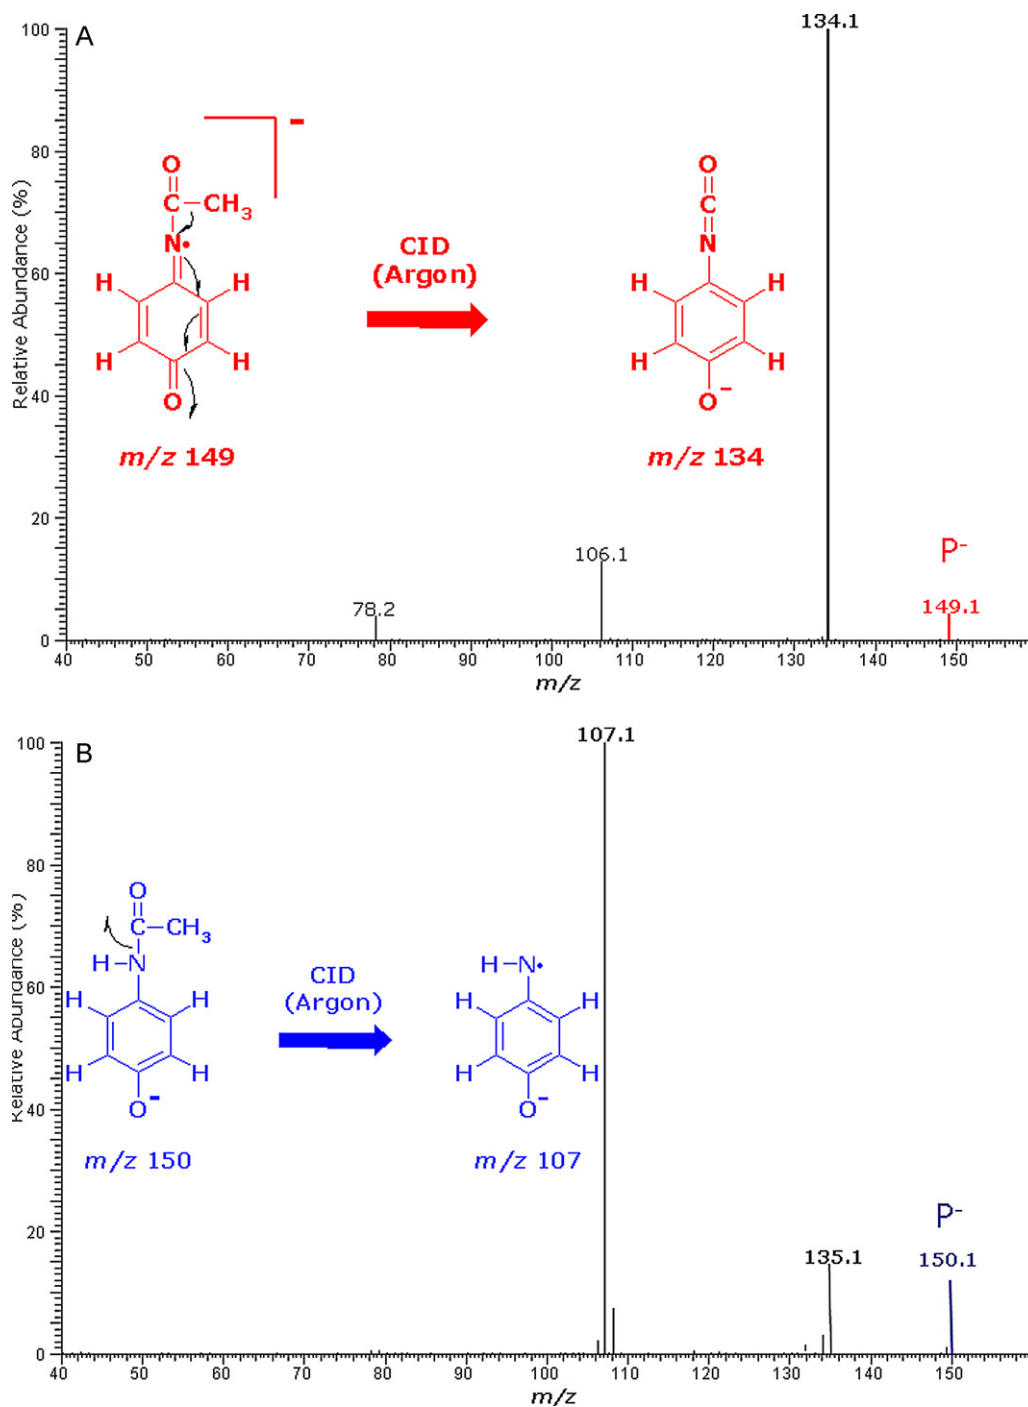 A
134.1
100
80
60
40
20
0
Relative Abundance (%)
-
O
C-CH3
N•
H H
H H
O
m/z 149
CID
(Argon)
O
C
N
H H
H H
O-
m/z 134
78.2
106.1
P-
149.1
40 50 60 70 80 90 100 110 120 130 140 150
m/z
B
107.1
100
80
60
40
20
0
Relative Abundance (%)
O
C-CH3
H-N
H H
H H
O-
m/z 150
CID
(Argon)
H-N•
H H
H H
O-
m/z 107
P-
135.1
150.1
40 50 60 70 80 90 100 110 120 130 140 150
m/z